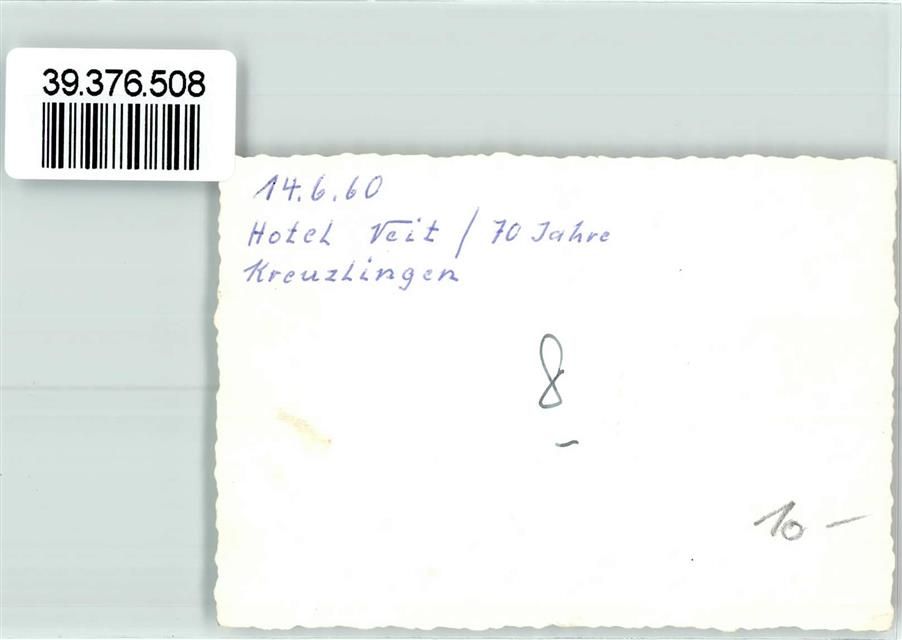 39.376.508
14.6.60
Hotel Veit / 70 Jahre
Kreuzlingen
8
-
10 -